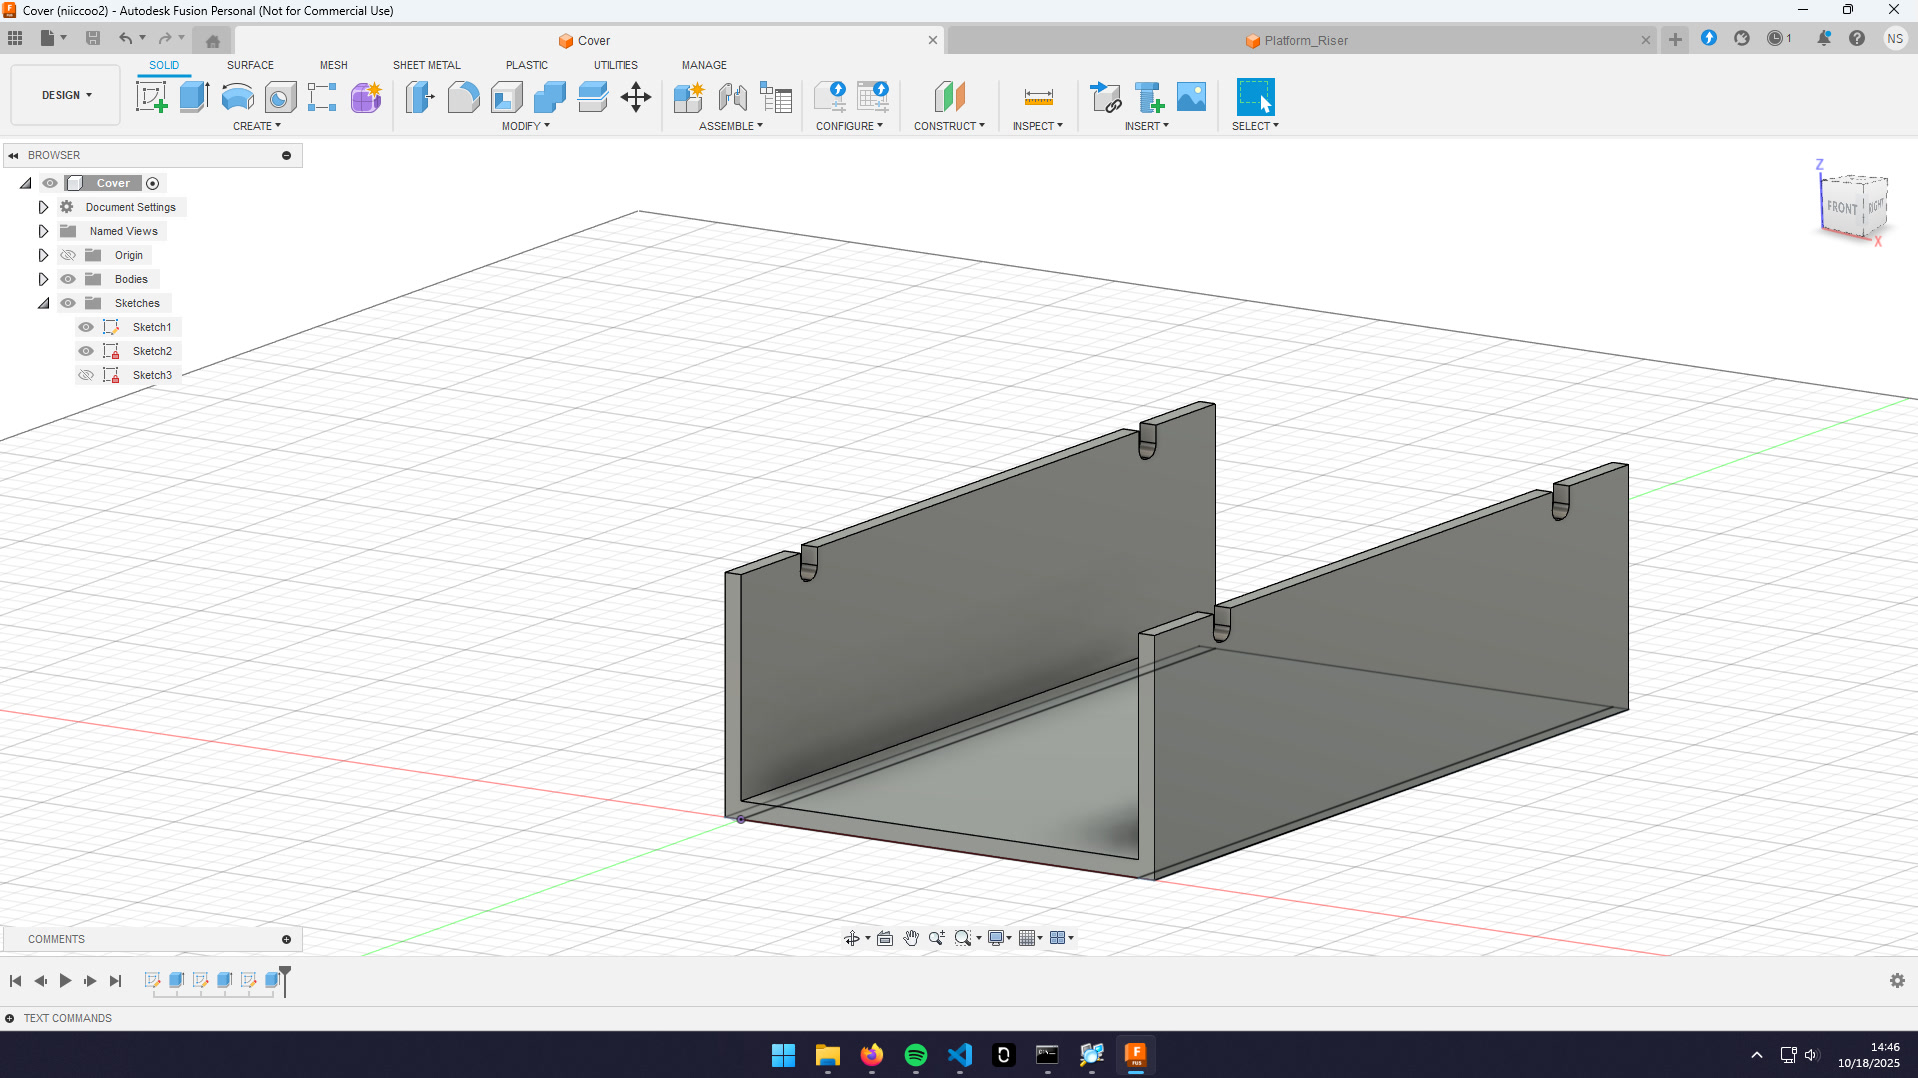 Cover (niiccoo2) - Autodesk Fusion Personal (Not for Commercial Use)
Cover
Platform_Riser
1
NS
DESIGN
SOLID
SURFACE
MESH
SHEET METAL
PLASTIC
UTILITIES
MANAGE
CREATE
MODIFY
ASSEMBLE
CONFIGURE
CONSTRUCT
INSPECT
INSERT
SELECT
BROWSER
Cover
Document Settings
Named Views
Origin
Bodies
Sketches
Sketch1
Sketch2
Sketch3
Z
FRONT
RIGHT
X
COMMENTS
TEXT COMMANDS
F
FUS
14:46
10/18/2025